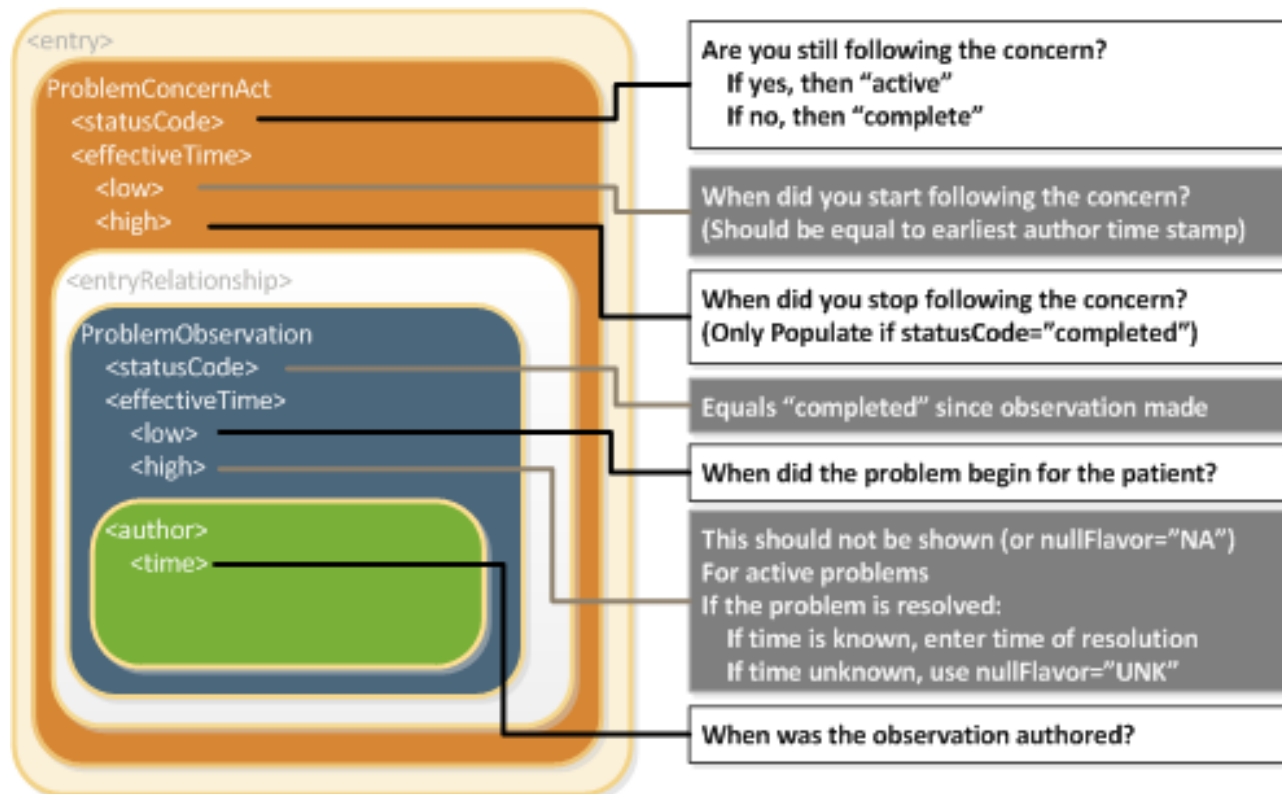 <entry>
ProblemConcernAct
<statusCode>
<effectiveTime>
<low>
<high>
<entryRelationship>
ProblemObservation
<statusCode>
<effectiveTime>
<low>
<high>
<author>
<time>
Are you still following the concern?
If yes, then “active”
If no, then “complete”
When did you start following the concern?
(Should be equal to earliest author time stamp)
When did you stop following the concern?
(Only Populate if statusCode=”completed”)
Equals “completed” since observation made
When did the problem begin for the patient?
This should not be shown (or nullFlavor=”NA”)
For active problems
If the problem is resolved:
If time is known, enter time of resolution
If time unknown, use nullFlavor=”UNK”
When was the observation authored?